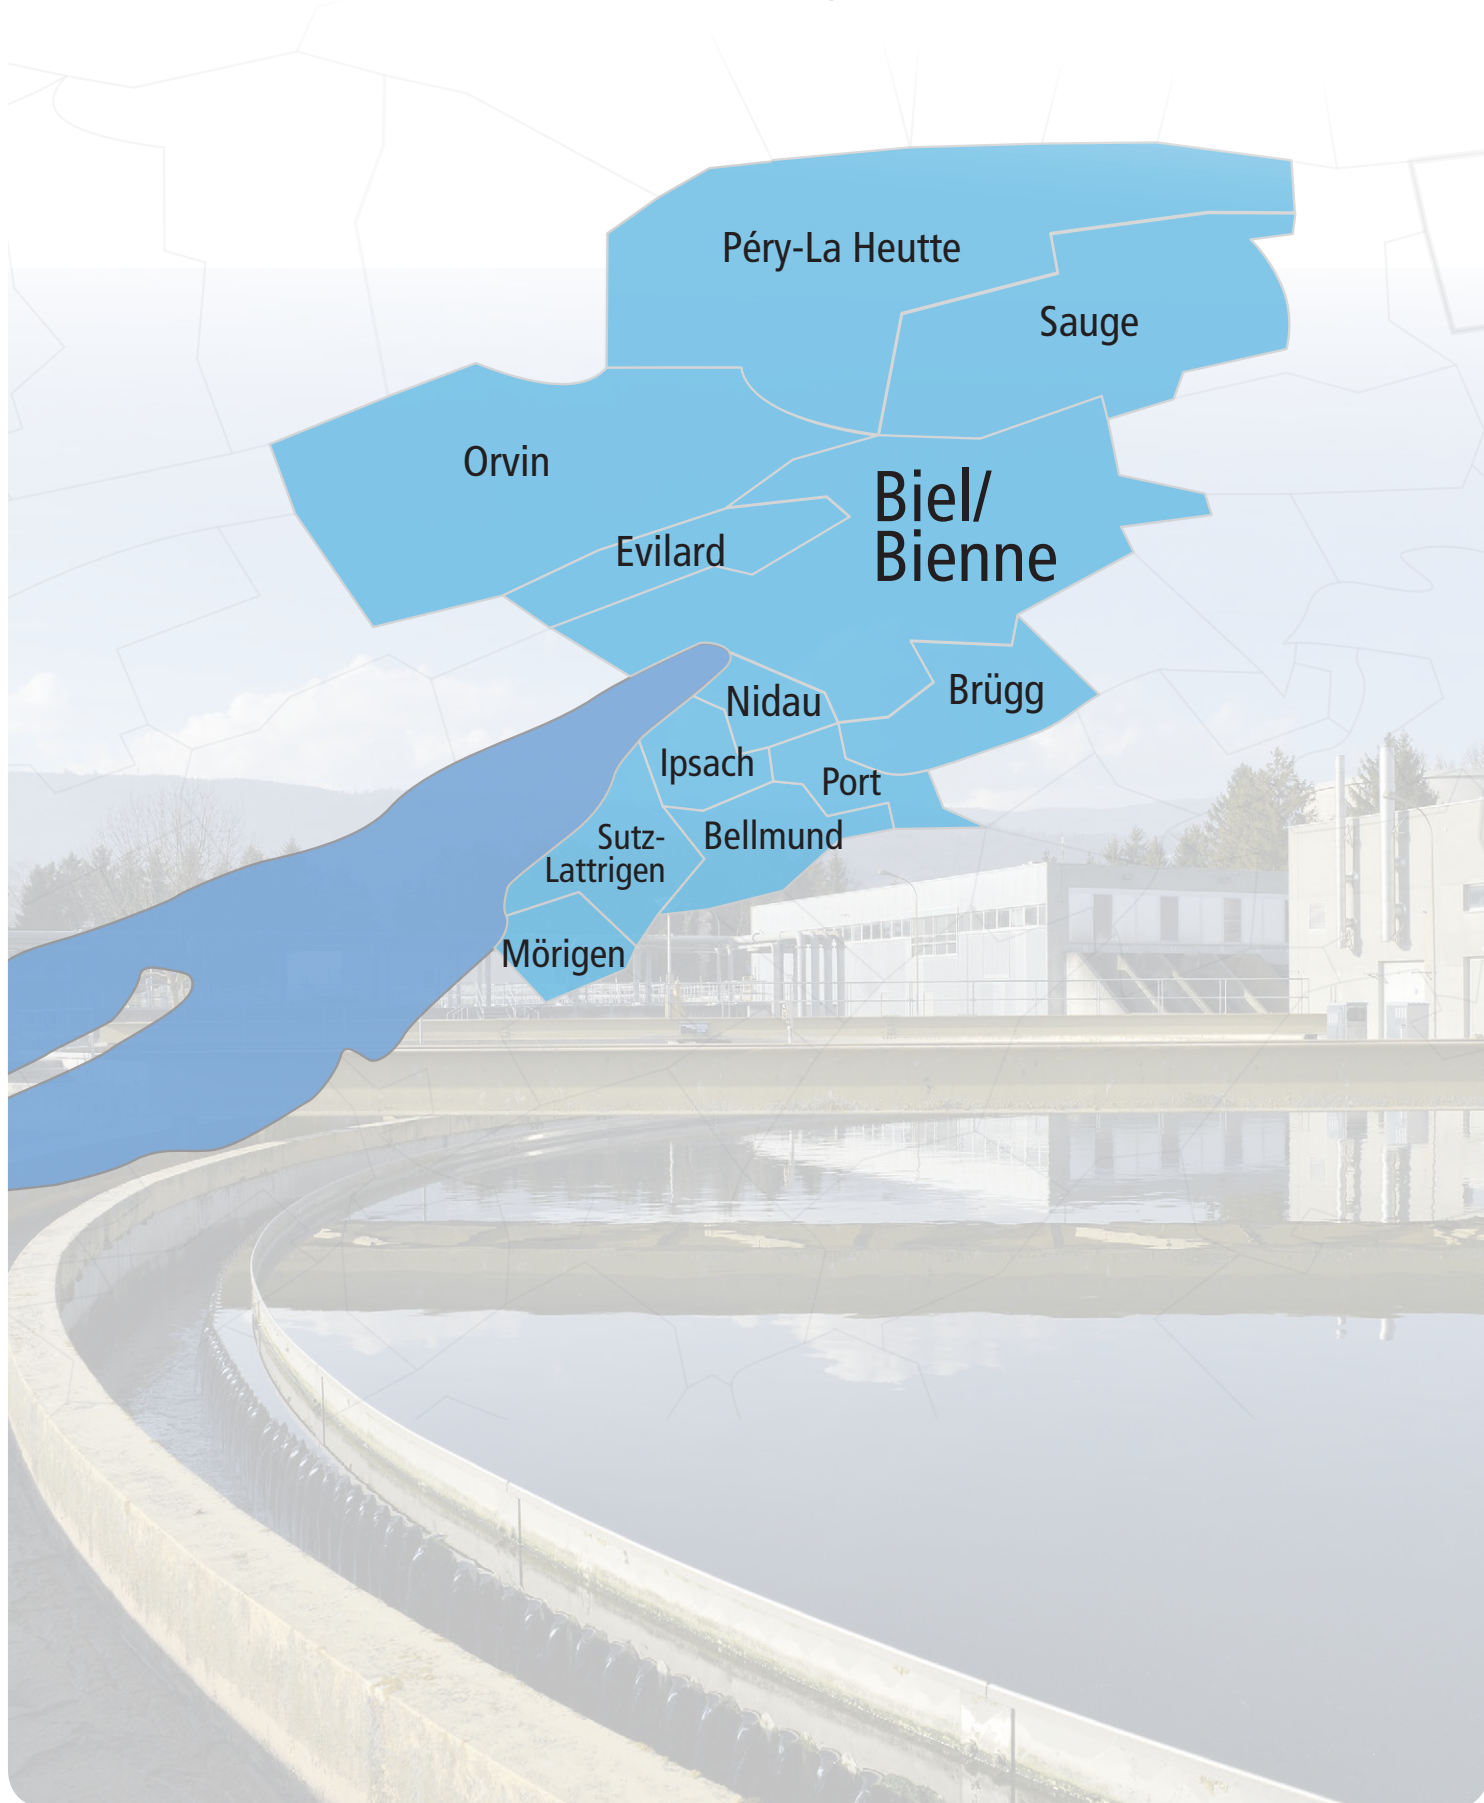 Péry-La Heutte
Sauge
Orvin
Biel/
Bienne
Evilard
Brügg
Nidau
Ipsach
Port
Sutz-
Lattrigen
Bellmund
Mörigen